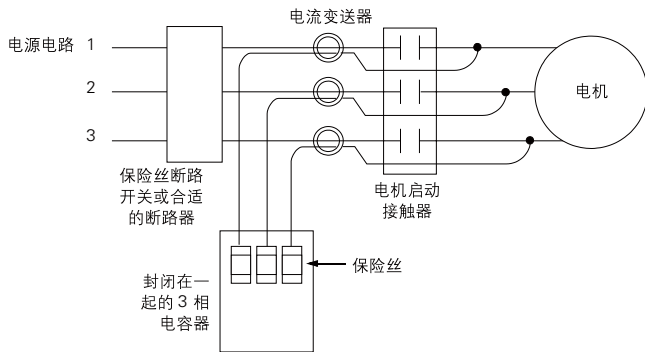 电流变送器
电源电路 1
2
3
电机
保险丝断路
开关或合适
的断路器
电机启动
接触器
保险丝
封闭在一
起的 3 相
电容器